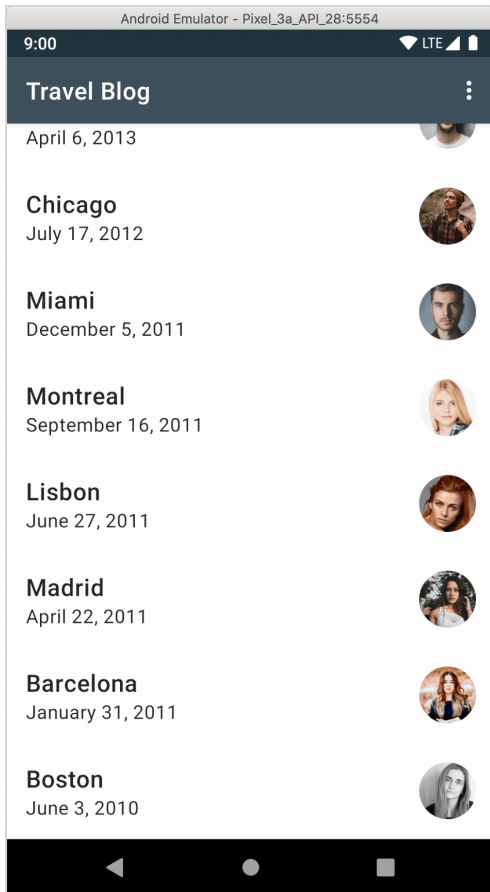 Android Emulator - Pixel_3a_API_28:5554
9:00 LTE
Travel Blog
April 6, 2013
Chicago
July 17, 2012
Miami
December 5, 2011
Montreal
September 16, 2011
Lisbon
June 27, 2011
Madrid
April 22, 2011
Barcelona
January 31, 2011
Boston
June 3, 2010